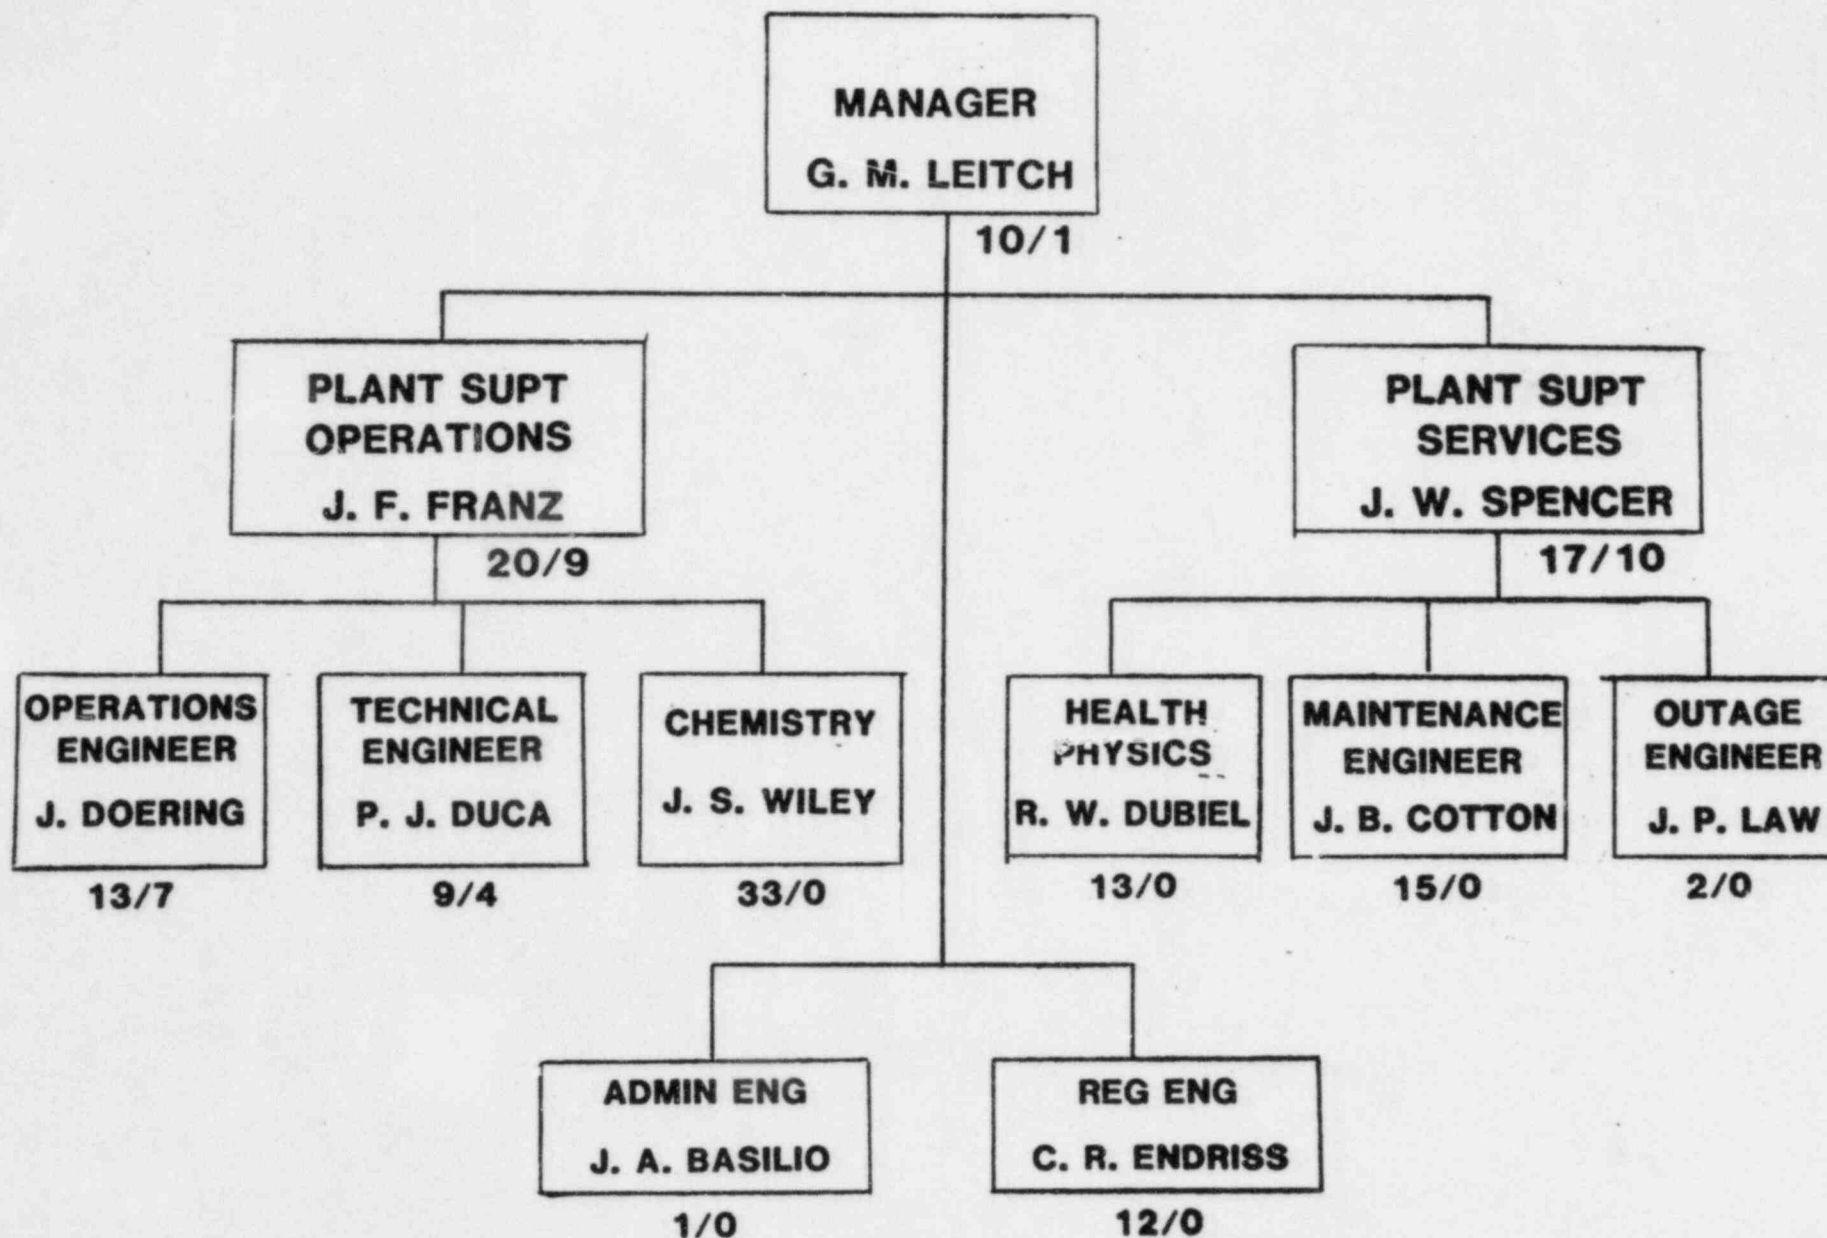 MANAGER
G. M. LEITCH
10/1
PLANT SUPT
OPERATIONS
J. F. FRANZ
20/9
PLANT SUPT
SERVICES
J. W. SPENCER
17/10
OPERATIONS
ENGINEER
J. DOERING
13/7
TECHNICAL
ENGINEER
P. J. DUCA
9/4
CHEMISTRY
J. S. WILEY
33/0
HEALTH
PHYSICS
R. W. DUBIEL
13/0
MAINTENANCE
ENGINEER
J. B. COTTON
15/0
OUTAGE
ENGINEER
J. P. LAW
2/0
ADMIN ENG
J. A. BASILIO
1/0
REG ENG
C. R. ENDRISS
12/0